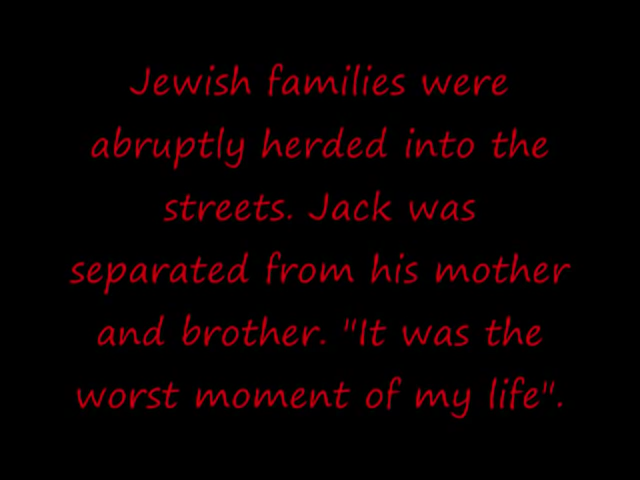 Jewish families were
abruptly herded into the
streets. Jack was
separated from his mother
and brother. "It was the
worst moment of my life".